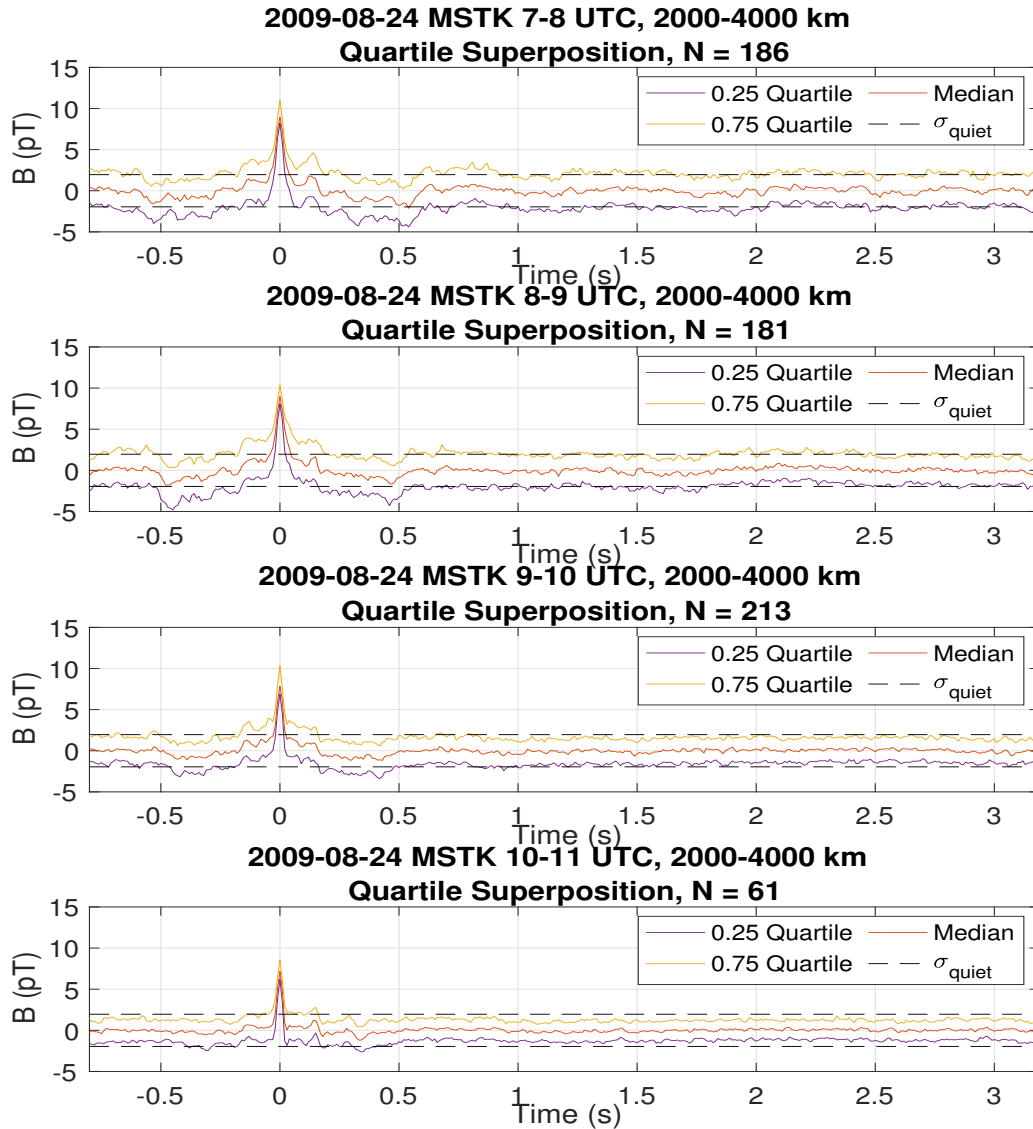 2009-08-24 MSTK 7-8 UTC, 2000-4000 km
Quartile Superposition, N = 186
B (pT)
15
10
5
0
-5
0.25 Quartile
Median
0.75 Quartile
σquiet
-0.5 0 0.5 1 1.5 2 2.5 3
Time (s)
2009-08-24 MSTK 8-9 UTC, 2000-4000 km
Quartile Superposition, N = 181
B (pT)
15
10
5
0
-5
0.25 Quartile
Median
0.75 Quartile
σquiet
-0.5 0 0.5 1 1.5 2 2.5 3
Time (s)
2009-08-24 MSTK 9-10 UTC, 2000-4000 km
Quartile Superposition, N = 213
B (pT)
15
10
5
0
-5
0.25 Quartile
Median
0.75 Quartile
σquiet
-0.5 0 0.5 1 1.5 2 2.5 3
Time (s)
2009-08-24 MSTK 10-11 UTC, 2000-4000 km
Quartile Superposition, N = 61
B (pT)
15
10
5
0
-5
0.25 Quartile
Median
0.75 Quartile
σquiet
-0.5 0 0.5 1 1.5 2 2.5 3
Time (s)